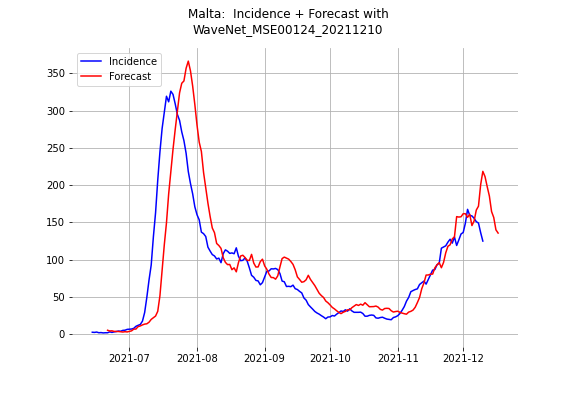 Malta:  Incidence + Forecast with
WaveNet_MSE00124_20211210
Incidence
Forecast
350
300
250
200
150
100
50
0
2021-07 2021-08 2021-09 2021-10 2021-11 2021-12